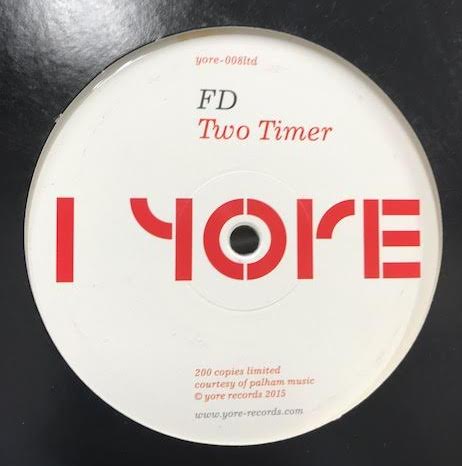 yore-008ltd
FD
Two Timer
I YORE
200 copies limited
courtesy of palham music
© yore records 2015
www.yore-records.com